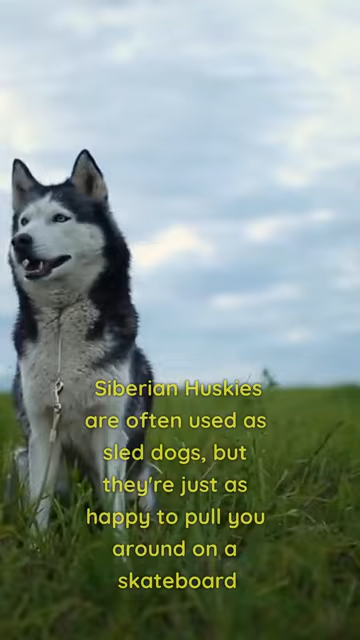 Siberian Huskies
are often used as
sled dogs, but
they're just as
happy to pull you
around on a
skateboard